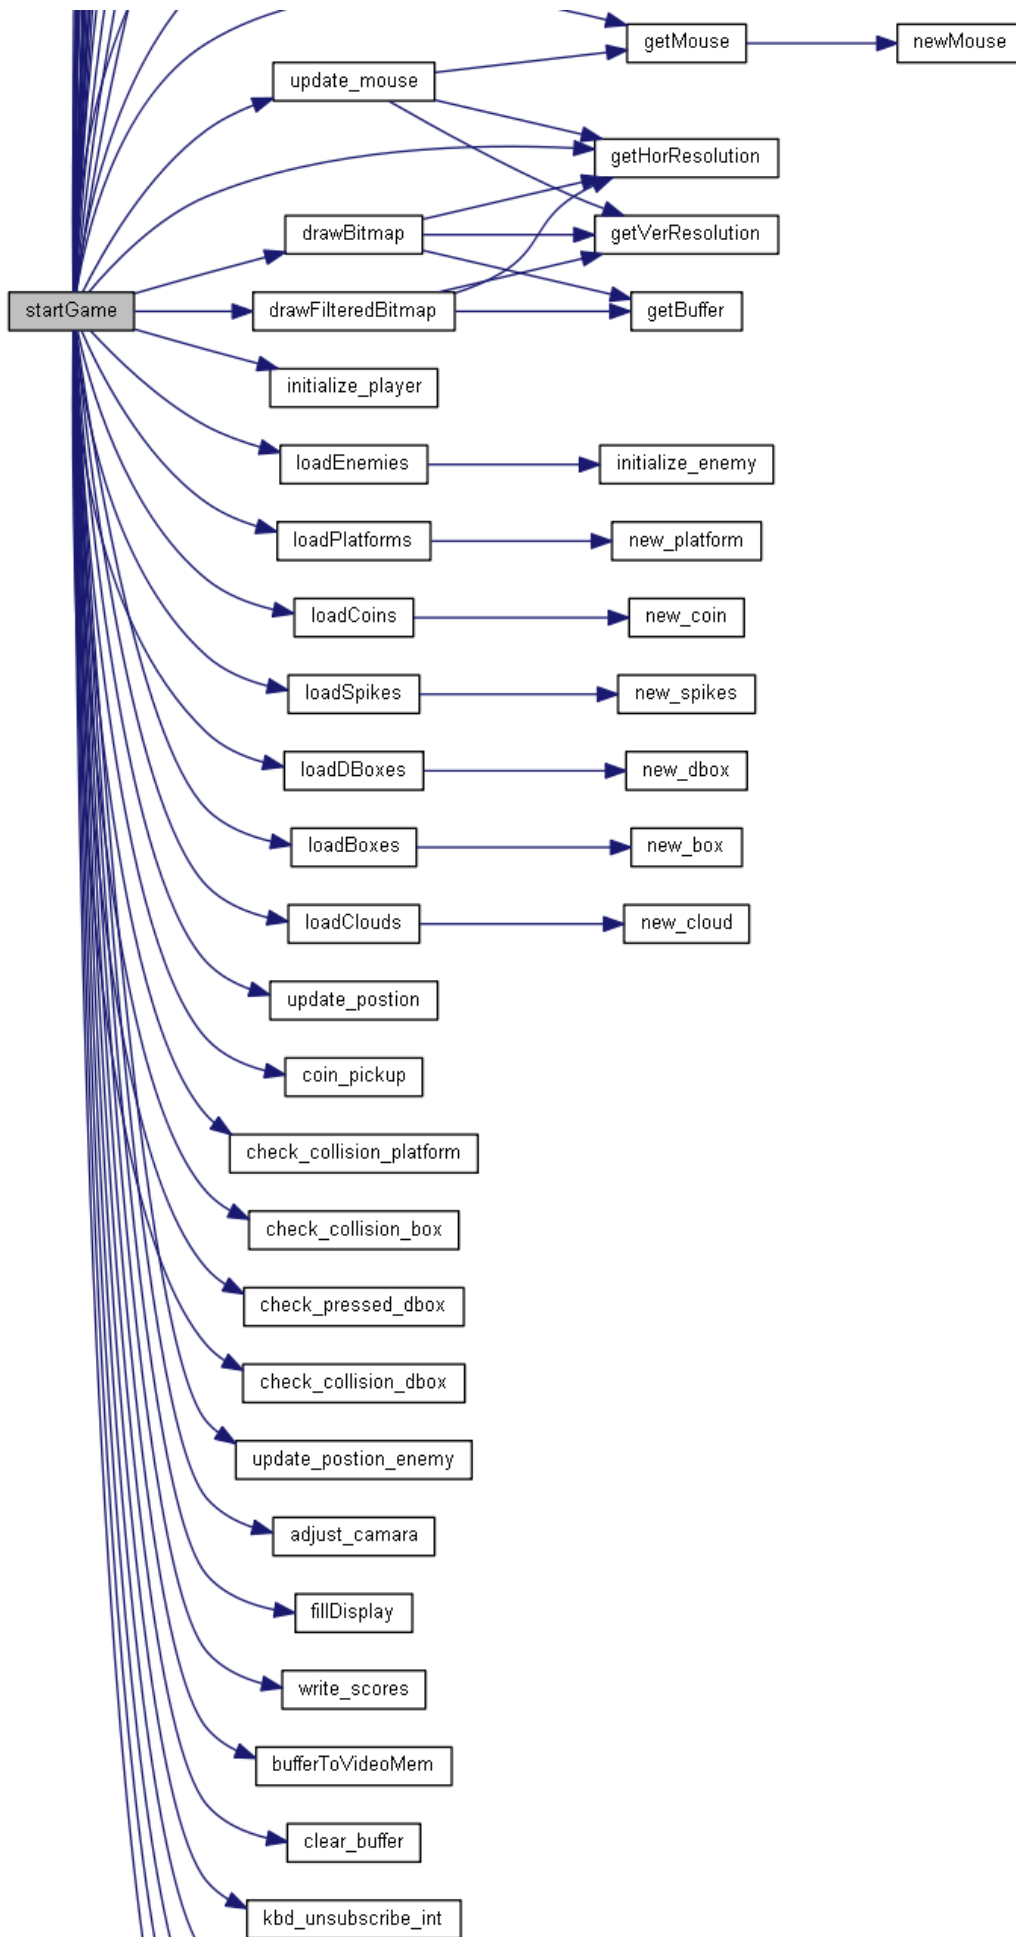 getMouse
newMouse
update_mouse
getHorResolution
drawBitmap
getVerResolution
startGame
drawFilteredBitmap
getBuffer
initialize_player
loadEnemies
initialize_enemy
loadPlatforms
new_platform
loadCoins
new_coin
loadSpikes
new_spikes
loadDBoxes
new_dbox
loadBoxes
new_box
loadClouds
new_cloud
update_postion
coin_pickup
check_collision_platform
check_collision_box
check_pressed_dbox
check_collision_dbox
update_postion_enemy
adjust_camara
fillDisplay
write_scores
bufferToVideoMem
clear_buffer
kbd_unsubscribe_int